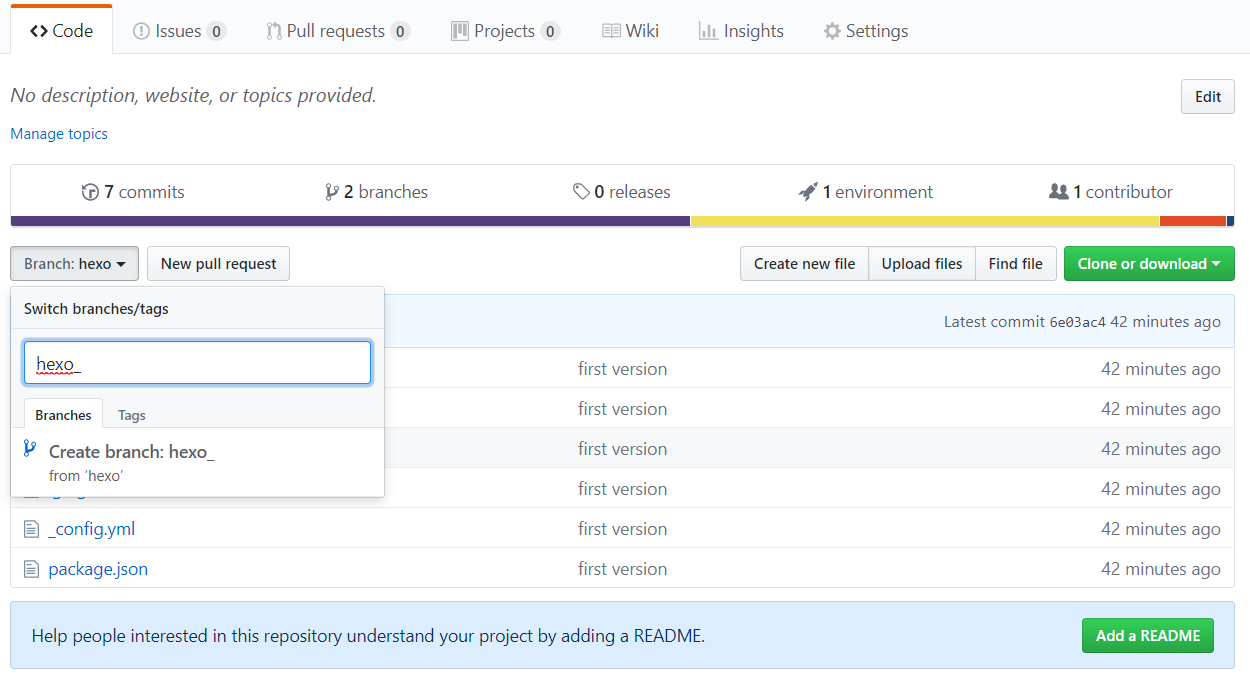 Code Issues 0 Pull requests 0 Projects 0 Wiki Insights Settings
No description, website, or topics provided. Edit
Manage topics
7 commits 2 branches 0 releases 1 environment 1 contributor
Branch: hexo New pull request Create new file Upload files Find file Clone or download
Switch branches/tags
Latest commit 6e03ac4 42 minutes ago
hexo_
first version 42 minutes ago
first version 42 minutes ago
Branches Tags
Create branch: hexo_ first version 42 minutes ago
from ‘hexo’
first version 42 minutes ago
_config.yml first version 42 minutes ago
package.json first version 42 minutes ago
Help people interested in this repository understand your project by adding a README. Add a README